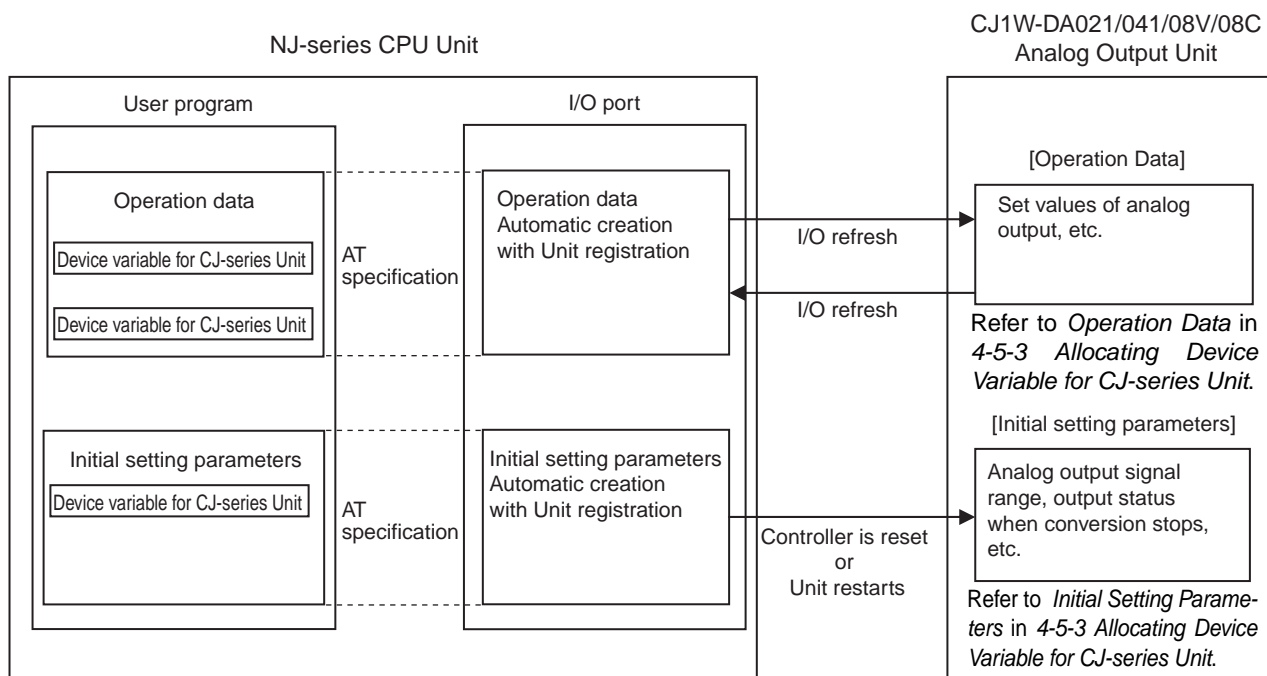 NJ-series CPU Unit
CJ1W-DA021/041/08V/08C
Analog Output Unit
User program
I/O port
Operation data
Device variable for CJ-series Unit
Device variable for CJ-series Unit
AT
specification
Operation data
Automatic creation
with Unit registration
I/O refresh
I/O refresh
[Operation Data]
Set values of analog
output, etc.
Refer to Operation Data in
4-5-3 Allocating Device
Variable for CJ-series Unit.
Initial setting parameters
Device variable for CJ-series Unit
AT
specification
Initial setting parameters
Automatic creation
with Unit registration
Controller is reset
or
Unit restarts
[Initial setting parameters]
Analog output signal
range, output status
when conversion stops,
etc.
Refer to Initial Setting Parame-
ters in 4-5-3 Allocating Device
Variable for CJ-series Unit.